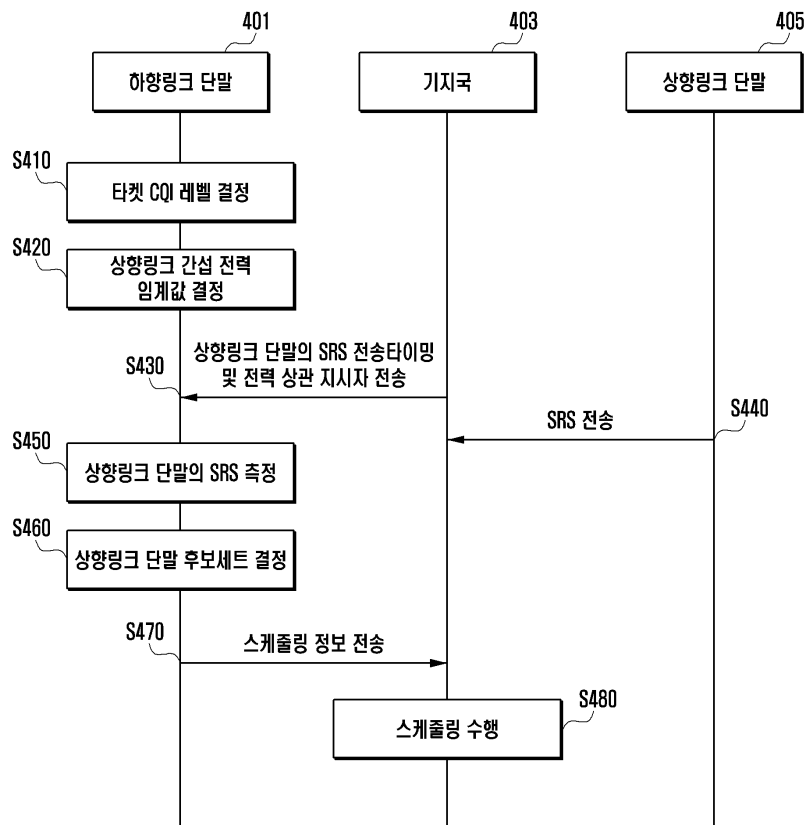 401
403
405
하향링크 단말
기지국
상향링크 단말
S410
타켓 CQI 레벨 결정
S420
상향링크 간섭 전력
임계값 결정
상향링크 단말의 SRS 전송타이밍
및 전력 상관 지시자 전송
S430
SRS 전송
S440
S450
상향링크 단말의 SRS 측정
S460
상향링크 단말 후보세트 결정
S470
스케줄링 정보 전송
S480
스케줄링 수행